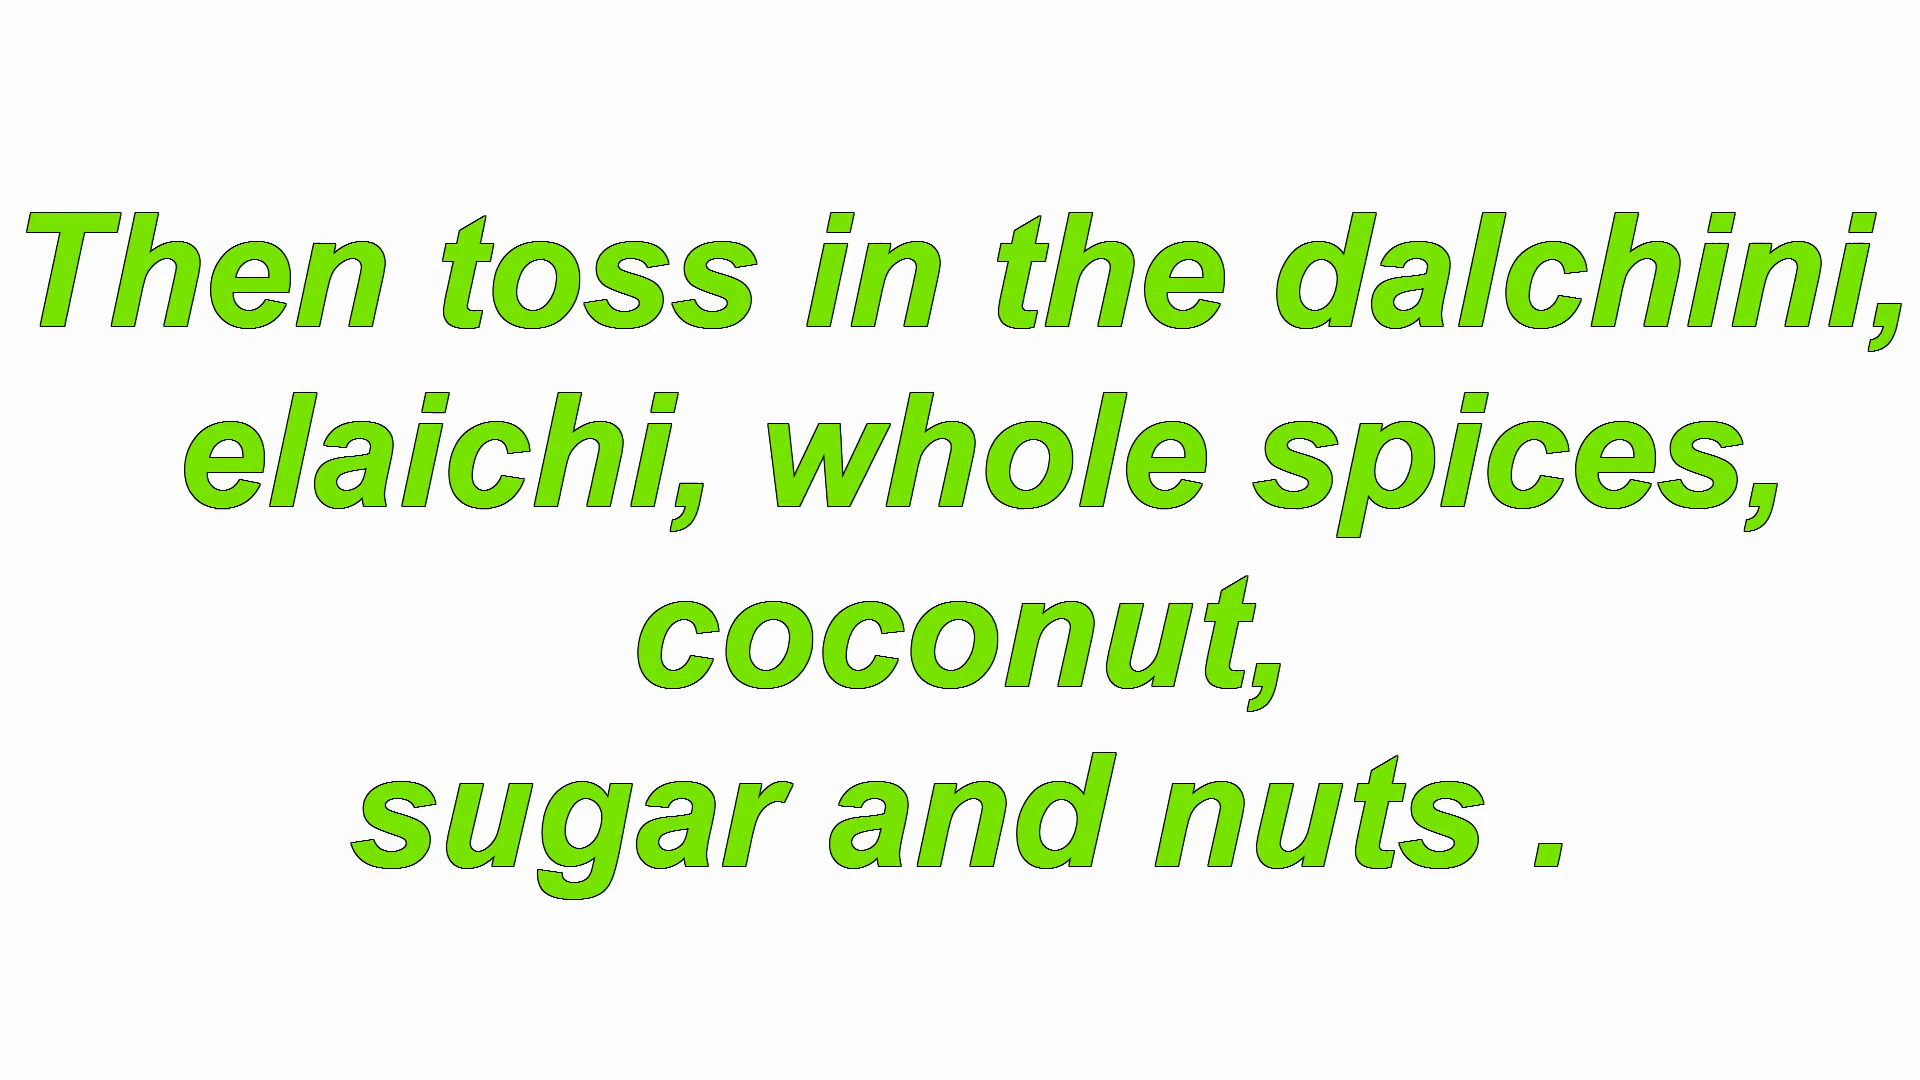 Then toss in the dalchini,
elaichi, whole spices,
coconut,
sugar and nuts .